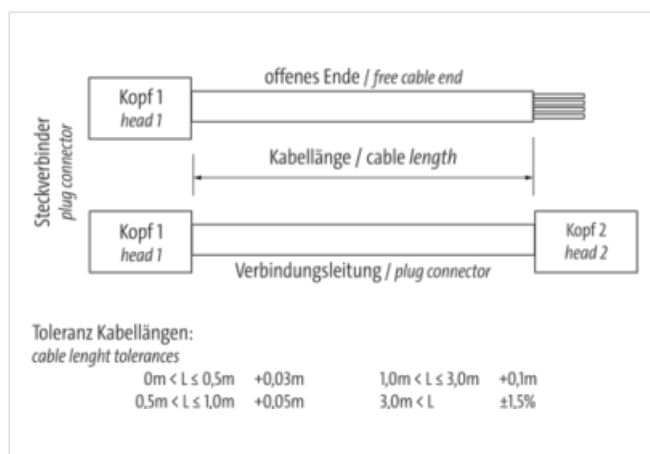 offenes Ende / free cable end
Kopf 1
head 1
Steckverbinder
plug connector
Kabellänge / cable length
Kopf 1
head 1
Kopf 2
head 2
Verbindungsleitung / plug connector
Toleranz Kabellängen:
cable lenght tolerances
0m < L ≤ 0,5m +0,03m 1,0m < L ≤ 3,0m +0,1m
0,5m < L ≤ 1,0m +0,05m 3,0m < L ±1,5%